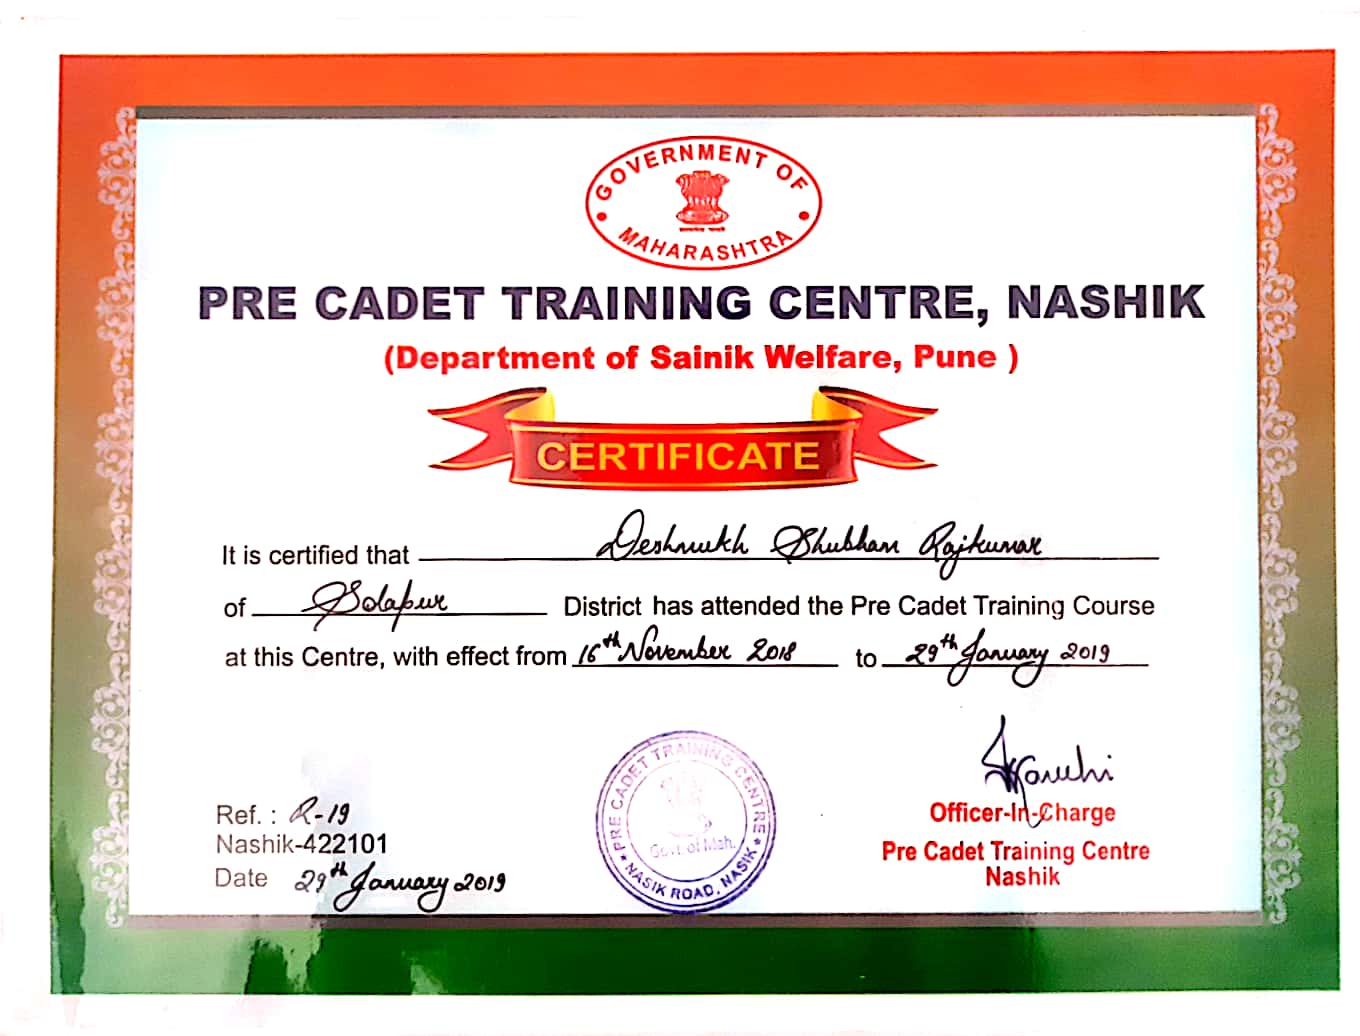 GOVERNMENT OF
MAHARASHTRA
PRE CADET TRAINING CENTRE, NASHIK
(Department of Sainik Welfare, Pune )
CERTIFICATE
It is certified that Deshmukh Shubham Rajkumar
of Solapur District has attended the Pre Cadet Training Course
at this Centre, with effect from 16th November 2018 to 29th January 2019
PRE CADET TRAINING CENTRE
Govt. of Mah.
NASIK ROAD, NASIK
Ref. : R-19
Nashik-422101
Date 29th January 2019
Officer-In-Charge
Pre Cadet Training Centre
Nashik